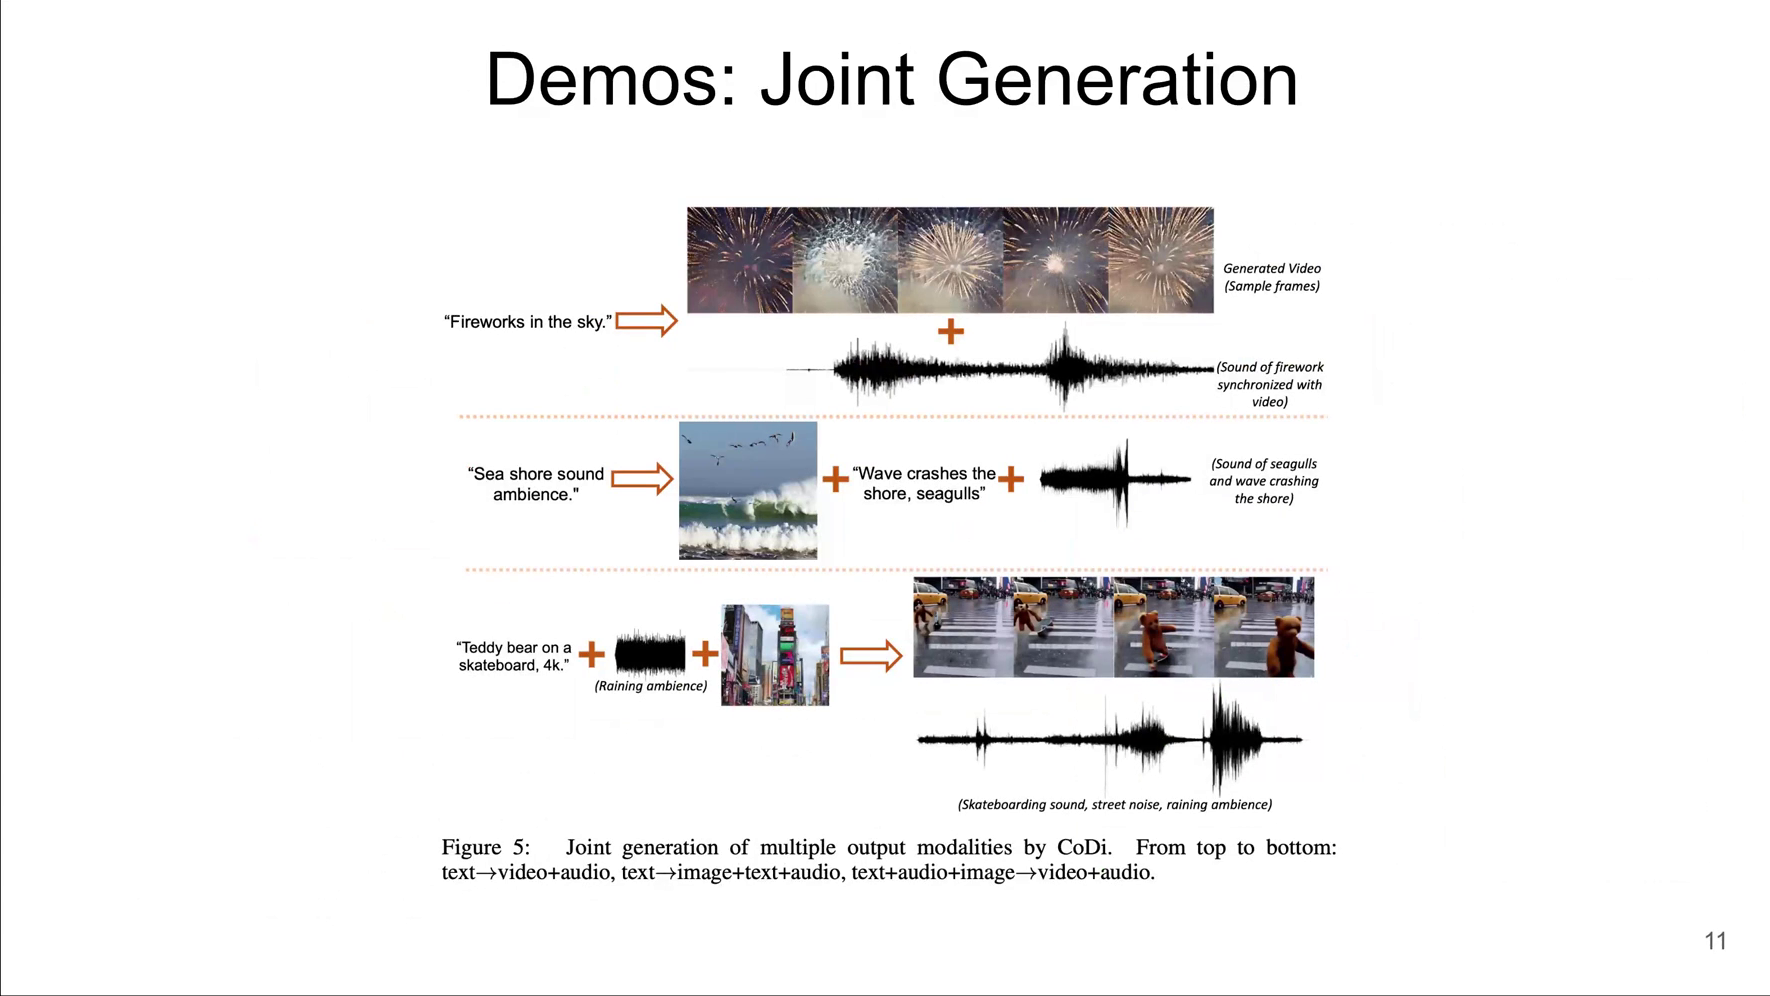 Demos: Joint Generation
Generated Video
(Sample frames)
“Fireworks in the sky.”
(Sound of firework
synchronized with
video)
“Sea shore sound
ambience."
“Wave crashes the
shore, seagulls”
(Sound of seagulls
and wave crashing
the shore)
“Teddy bear on a
skateboard, 4k.”
(Raining ambience)
(Skateboarding sound, street noise, raining ambience)
Figure 5: Joint generation of multiple output modalities by CoDi. From top to bottom:
text→video+audio, text→image+text+audio, text+audio+image→video+audio.
11